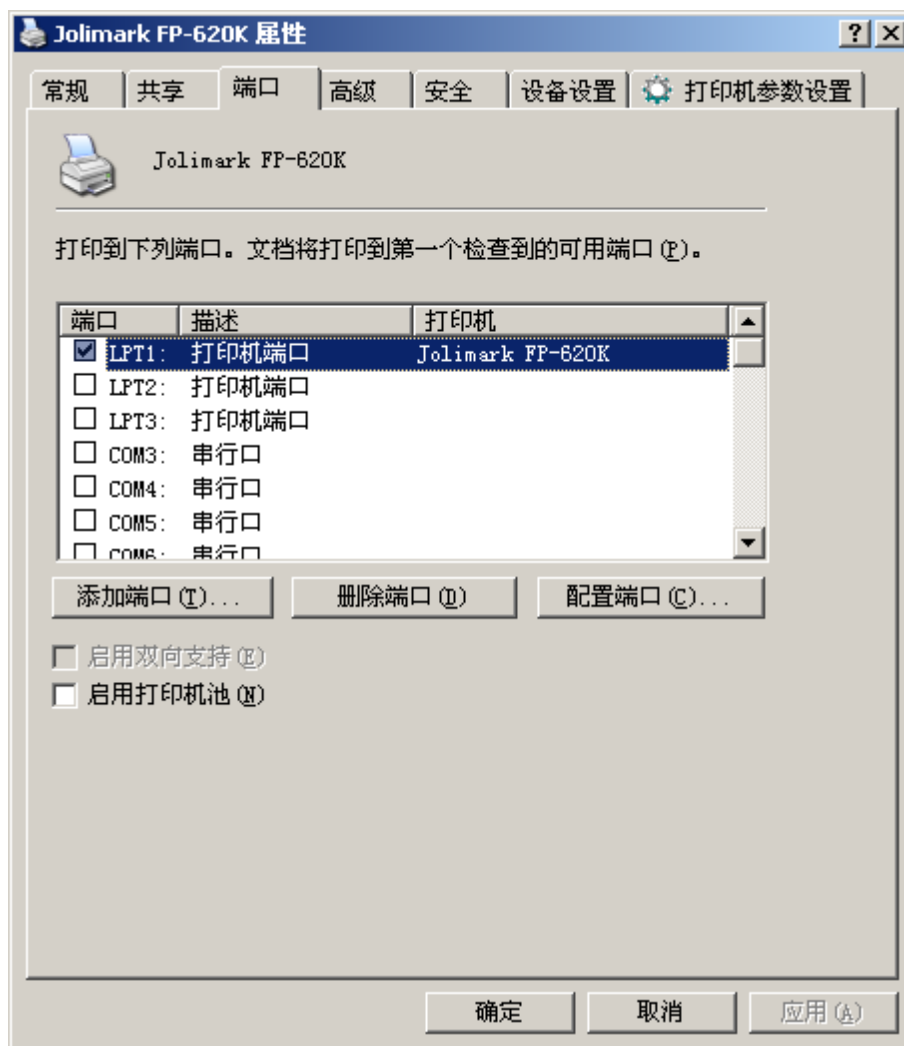 Jolimark FP-620K 属性
常规 共享 端口 高级 安全 设备设置 打印机参数设置
Jolimark FP-620K
打印到下列端口。文档将打印到第一个检查到的可用端口(P)。
端口 描述 打印机
LPT1: 打印机端口 Jolimark FP-620K
LPT2: 打印机端口
LPT3: 打印机端口
COM3: 串行口
COM4: 串行口
COM5: 串行口
COM6: 串行口
添加端口(T)... 删除端口(D) 配置端口(C)...
启用双向支持(E)
启用打印机池(N)
确定 取消 应用(A)